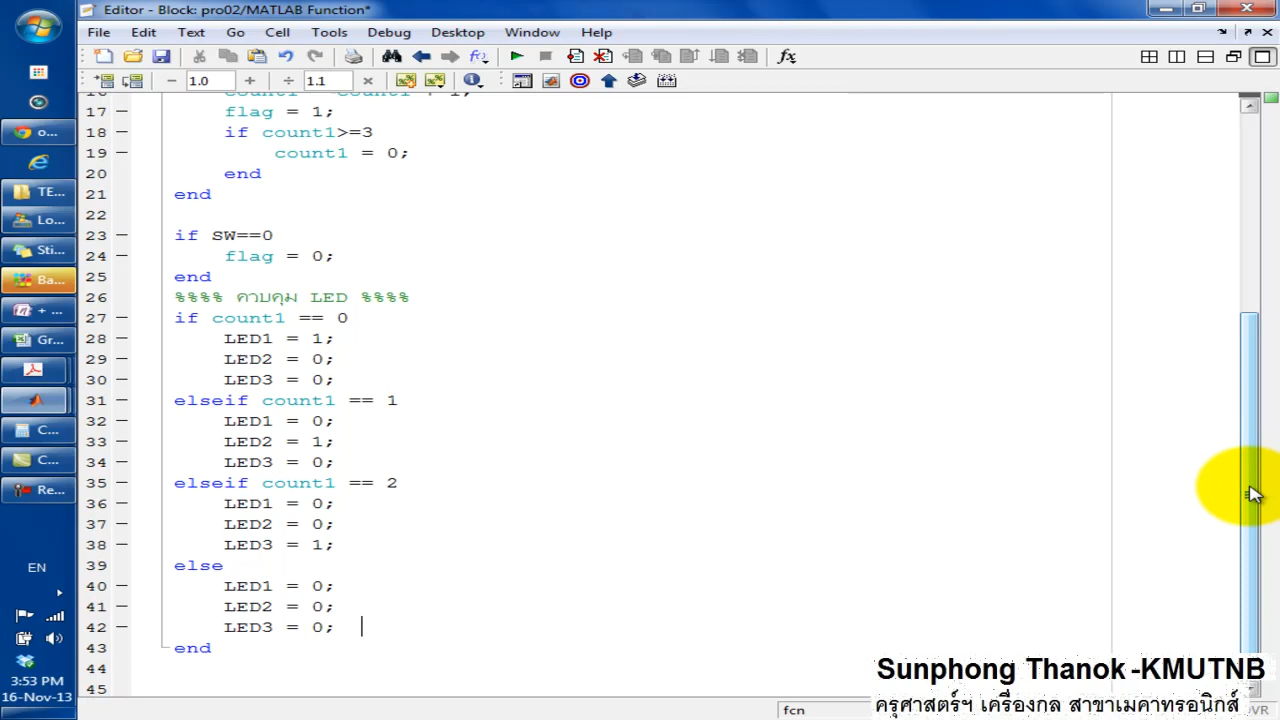 Editor - Block: pro02/MATLAB Function*
File Edit Text Go Cell Tools Debug Desktop Window Help
1.0 1.1
17 flag = 1;
18 if count1>=3
19 count1 = 0;
20 end
21 end
22
23 if SW==0
24 flag = 0;
25 end
26 %%%% ควบคุม LED %%%%
27 if count1 == 0
28 LED1 = 1;
29 LED2 = 0;
30 LED3 = 0;
31 elseif count1 == 1
32 LED1 = 0;
33 LED2 = 1;
34 LED3 = 0;
35 elseif count1 == 2
36 LED1 = 0;
37 LED2 = 0;
38 LED3 = 1;
39 else
40 LED1 = 0;
41 LED2 = 0;
42 LED3 = 0;
43 end
44
45
o...
TE...
Lo...
Sti...
Ba...
+ ...
Gr...
C...
C...
Re...
EN
3:53 PM
16-Nov-13
fcn
Sunphong Thanok -KMUTNB
ครุศาสตร์ฯ เครื่องกล สาขาเมคาทรอนิกส์